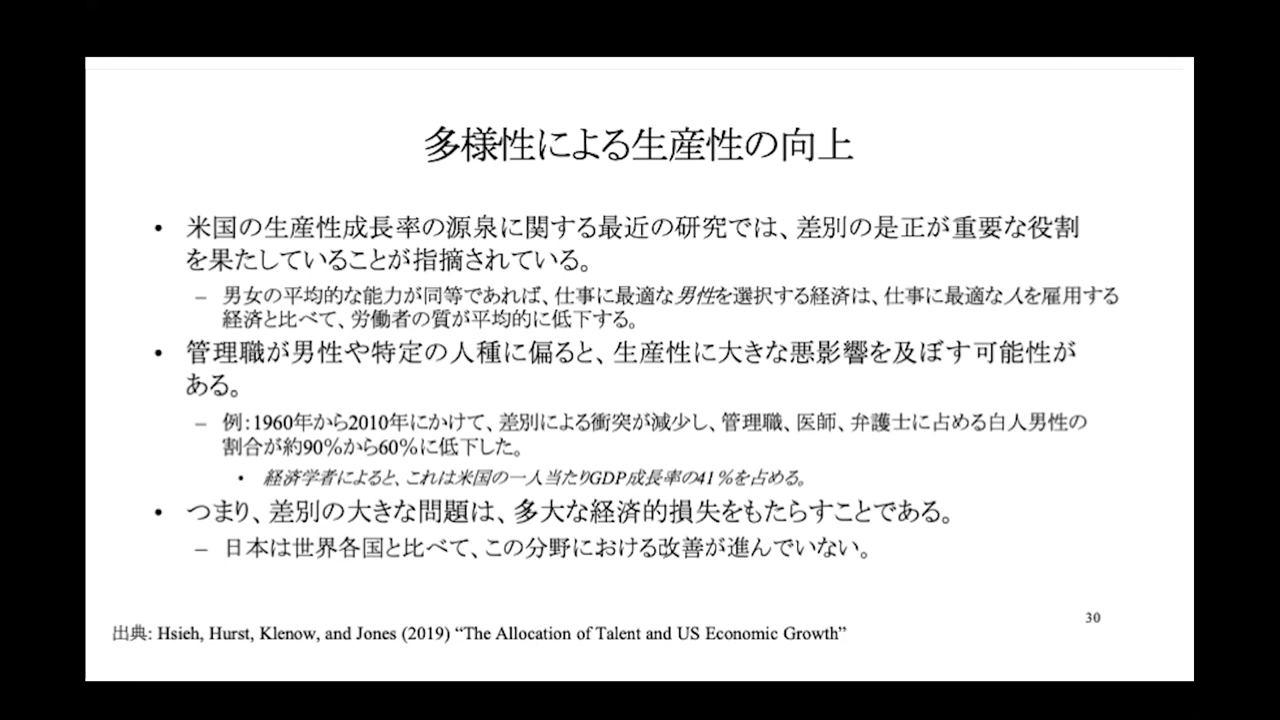 多様性による生産性の向上
• 米国の生産性成長率の源泉に関する最近の研究では、差別の是正が重要な役割
を果たしていることが指摘されている。
– 男女の平均的な能力が同等であれば、仕事に最適な男性を選択する経済は、仕事に最適な人を雇用する
経済と比べて、労働者の質が平均的に低下する。
• 管理職が男性や特定の人種に偏ると、生産性に大きな悪影響を及ぼす可能性が
ある。
– 例：1960年から2010年にかけて、差別による衝突が減少し、管理職、医師、弁護士に占める白人男性の
割合が約90％から60％に低下した。
• 経済学者によると、これは米国の一人当たりGDP成長率の41％を占める。
• つまり、差別の大きな問題は、多大な経済的損失をもたらすことである。
– 日本は世界各国と比べて、この分野における改善が進んでいない。
30
出典: Hsieh, Hurst, Klenow, and Jones (2019) “The Allocation of Talent and US Economic Growth”